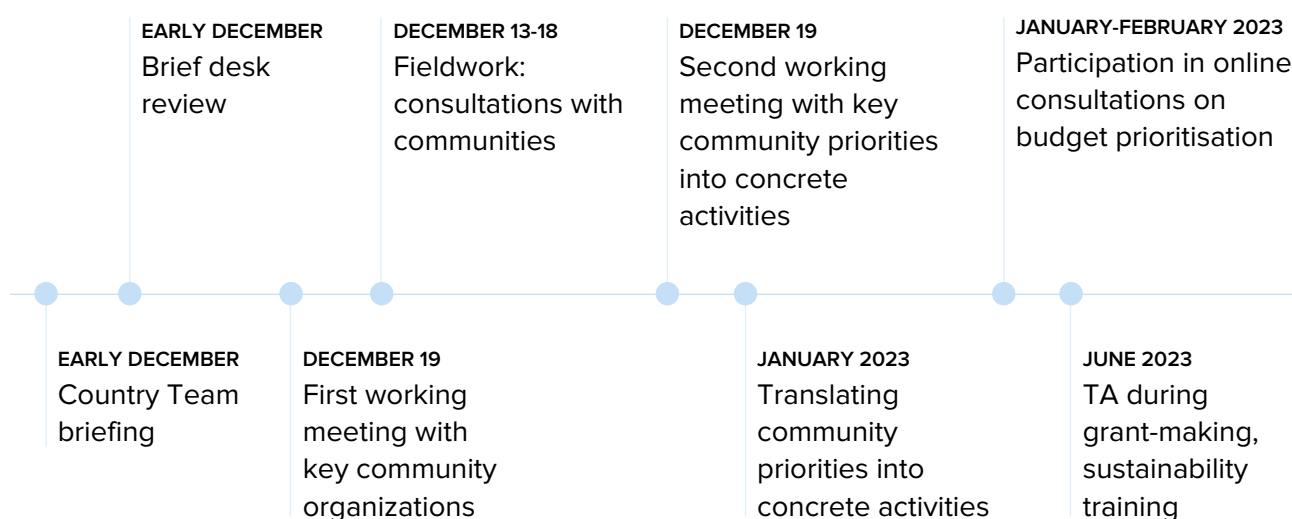 EARLY DECEMBER
Brief desk
review
DECEMBER 13-18
Fieldwork:
consultations with
communities
DECEMBER 19
Second working
meeting with key
community priorities
into concrete
activities
JANUARY-FEBRUARY 2023
Participation in online
consultations on
budget prioritisation
EARLY DECEMBER
Country Team
briefing
DECEMBER 19
First working
meeting with
key community
organizations
JANUARY 2023
Translating
community
priorities into
concrete activities
JUNE 2023
TA during
grant-making,
sustainability
training